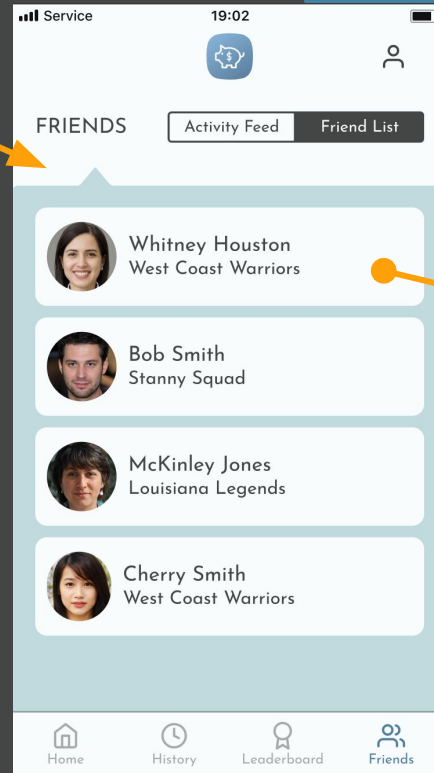 Service
19:02
$
FRIENDS
Activity Feed
Friend List
Whitney Houston
West Coast Warriors
Bob Smith
Stanny Squad
McKinley Jones
Louisiana Legends
Cherry Smith
West Coast Warriors
Home
History
Leaderboard
Friends